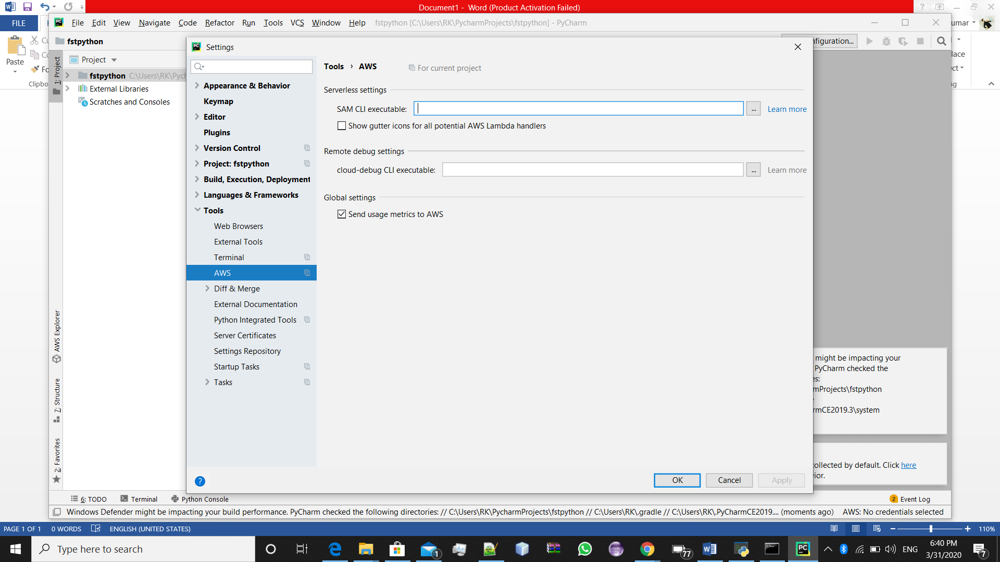 Document1 - Word (Product Activation Failed)
FILE
Paste
File Edit View Navigate Code Refactor Run Tools VCS Window Help fstpython [C:\Users\RK\PycharmProjects\fstpython] - PyCharm
fstpython
1: Project
Project
fstpython C:\Users\RK\Pych
External Libraries
Scratches and Consoles
AWS Explorer
7: Structure
2: Favorites
Settings
Appearance & Behavior
Keymap
Editor
Plugins
Version Control
Project: fstpython
Build, Execution, Deployment
Languages & Frameworks
Tools
Web Browsers
External Tools
Terminal
AWS
Diff & Merge
External Documentation
Python Integrated Tools
Server Certificates
Settings Repository
Startup Tasks
Tasks
Tools › AWS For current project
Serverless settings
SAM CLI executable: ... Learn more
Show gutter icons for all potential AWS Lambda handlers
Remote debug settings
cloud-debug CLI executable: ... Learn more
Global settings
Send usage metrics to AWS
? OK Cancel Apply
figuration...
umar
lace
might be impacting your
PyCharm checked the
es:
mProjects\fstpython
rmCE2019.3\system
ollected by default. Click here
ior.
6: TODO Terminal Python Console 2 Event Log
Windows Defender might be impacting your build performance. PyCharm checked the following directories: // C:\Users\RK\PycharmProjects\fstpython // C:\Users\RK\.gradle // C:\Users\RK\.PyCharmCE2019.... (moments ago) AWS: No credentials selected
PAGE 1 OF 1 0 WORDS ENGLISH (UNITED STATES) 110%
Type here to search
1
77
ENG
6:40 PM
3/31/2020
7